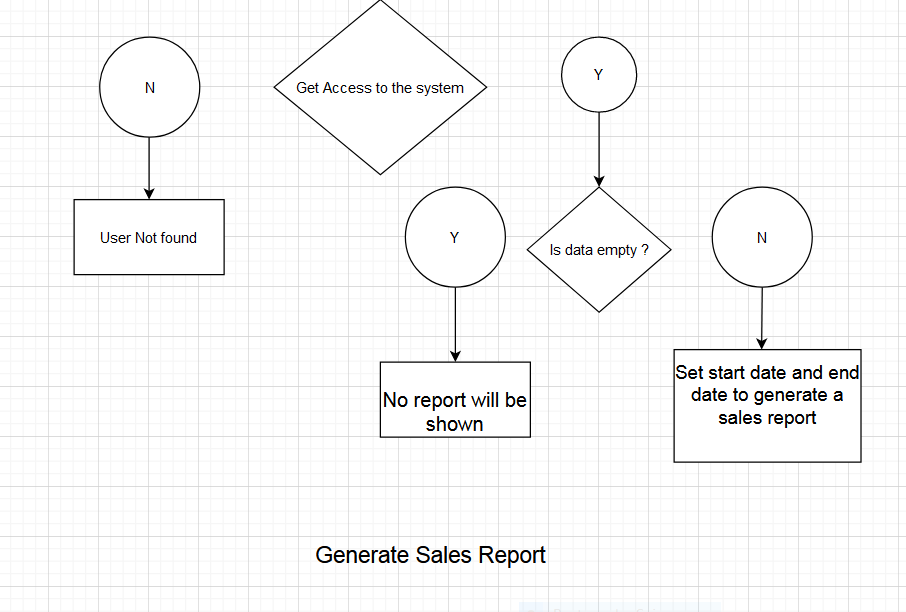 N
Get Access to the system
Y
User Not found
Y
Is data empty ?
N
No report will be
shown
Set start date and end
date to generate a
sales report
Generate Sales Report